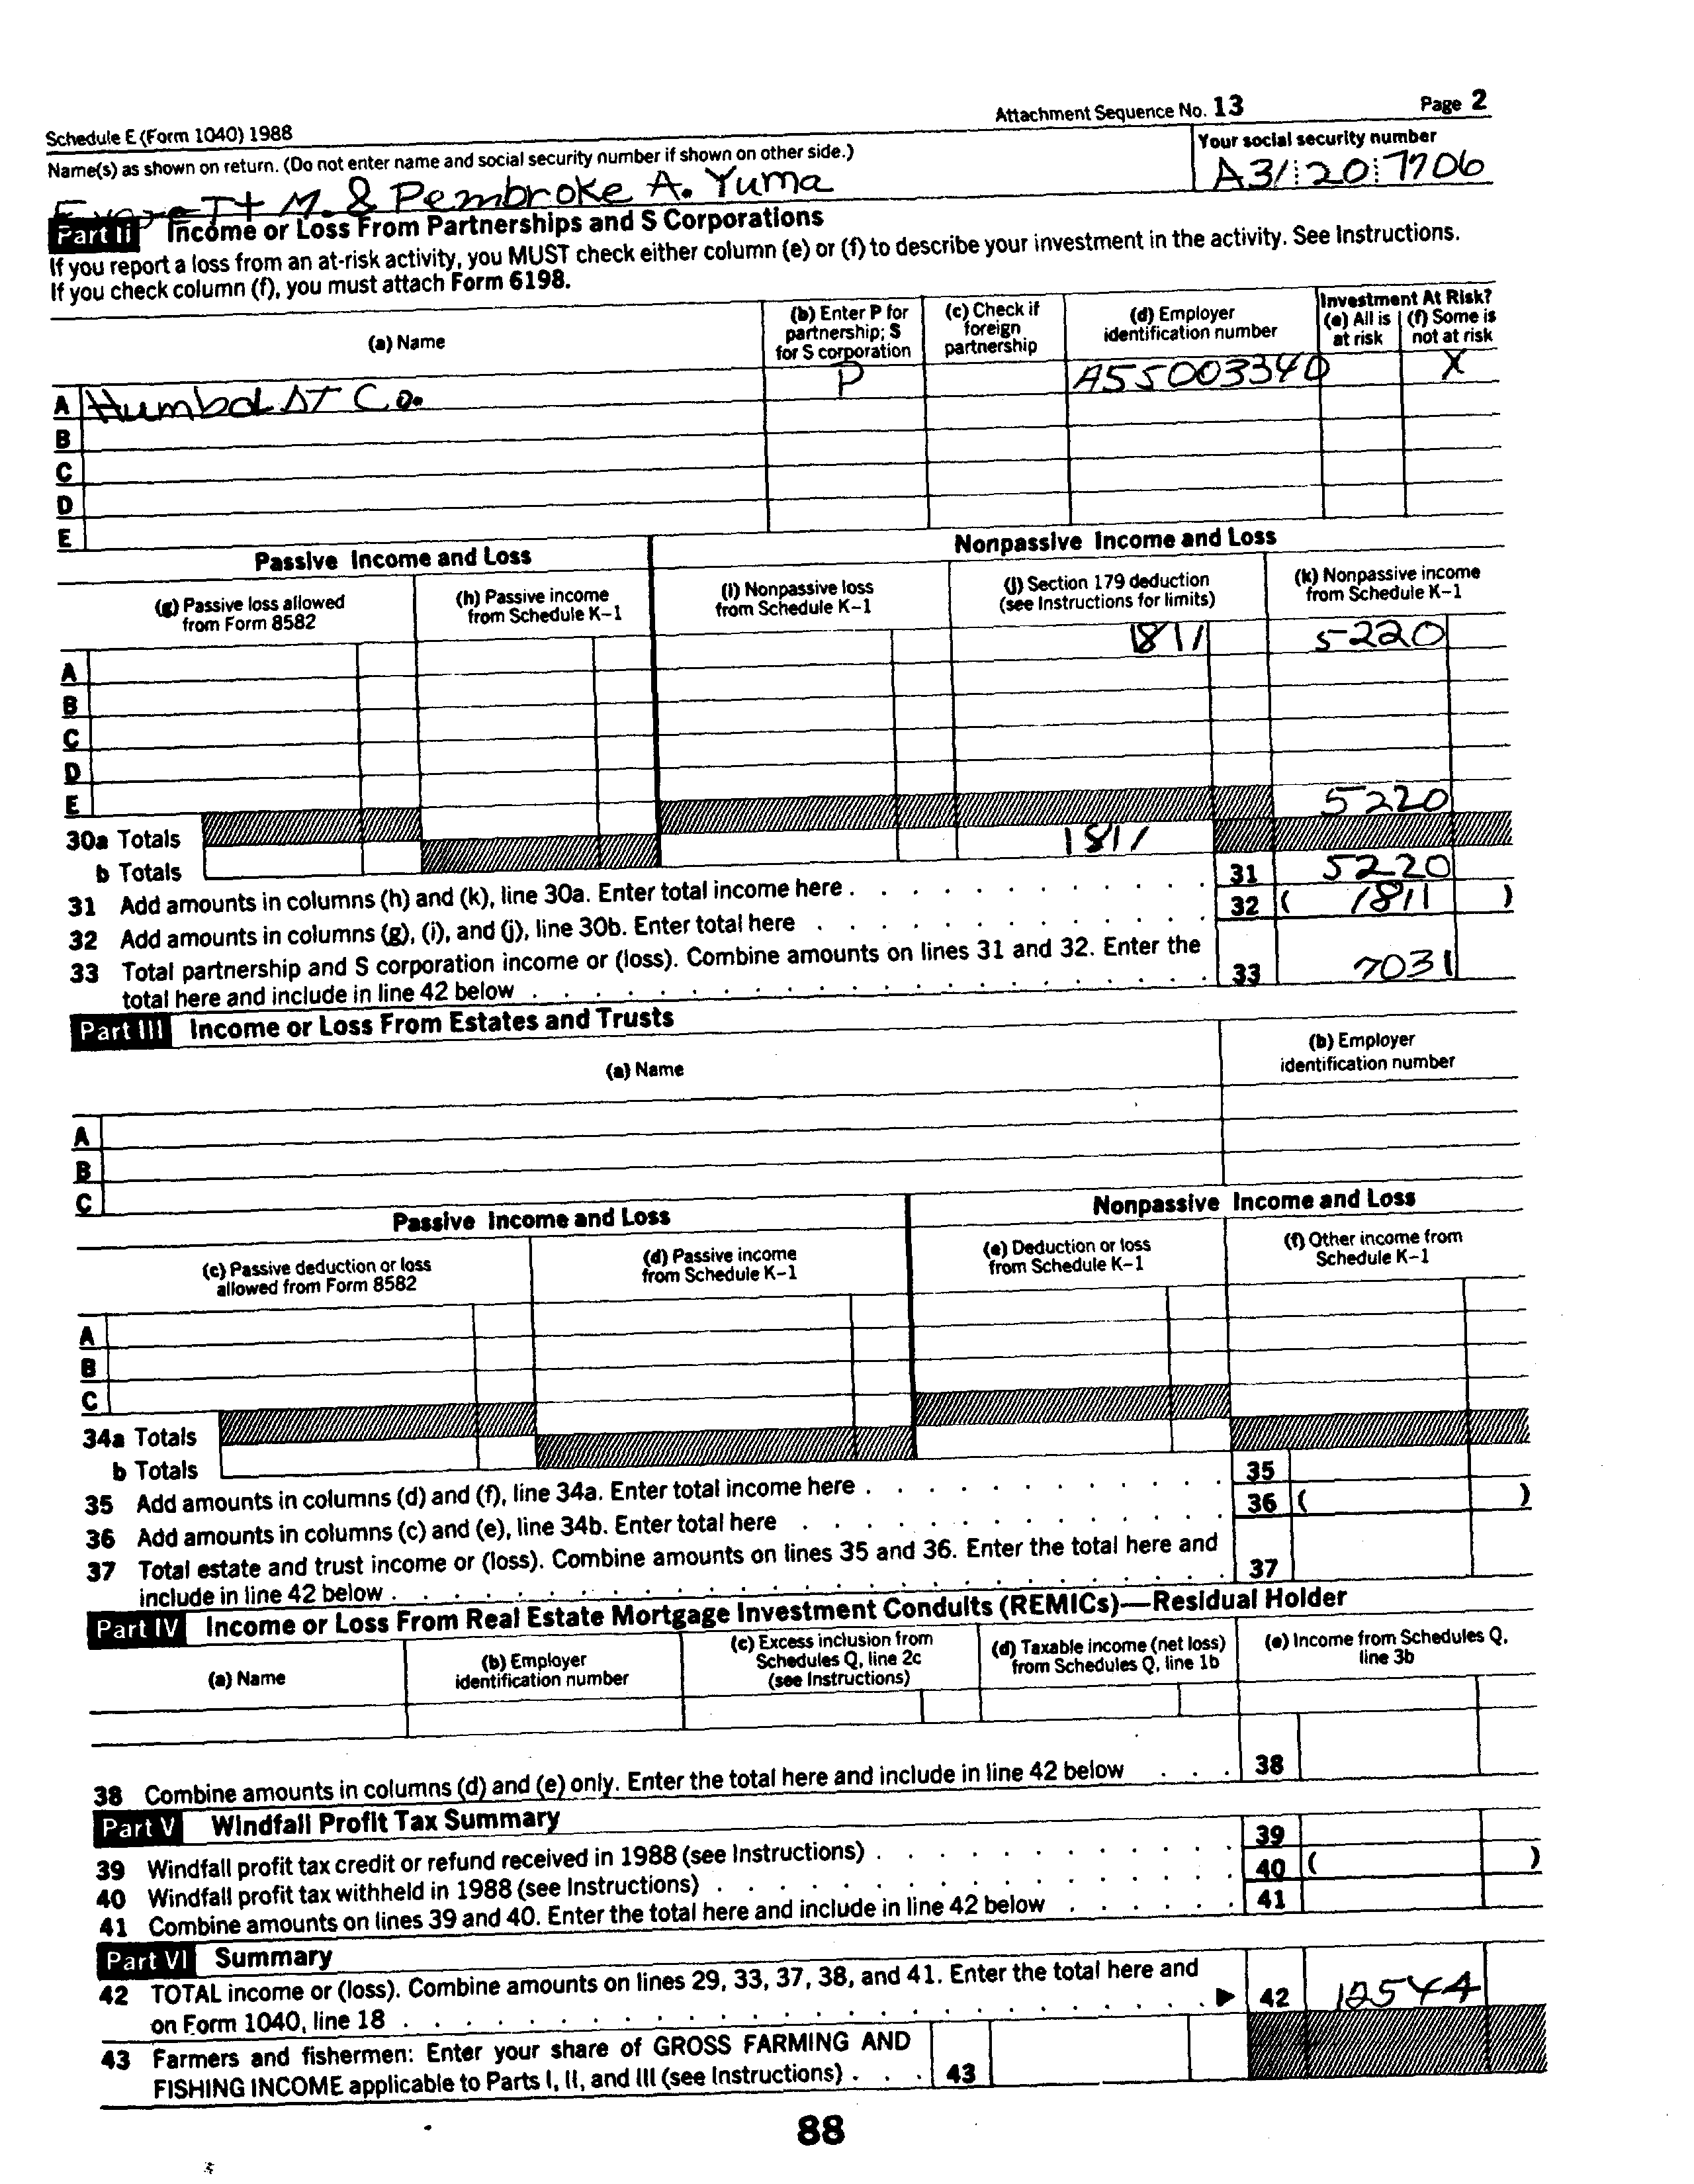 Schedule E (Form 1040) 1988 Attachment Sequence No. 13 Page 2
Name(s) as shown on return. (Do not enter name and social security number if shown on other side.) Your social security number
M. & Pembroke A. Yuma A31 20 7706
Part II Income or Loss From Partnerships and S Corporations
If you report a loss from an at-risk activity, you MUST check either column (e) or (f) to describe your investment in the activity. See Instructions.
If you check column (f), you must attach Form 6198.
(a) Name (b) Enter P for partnership; S for S corporation (c) Check if foreign partnership (d) Employer identification number Investment At Risk? (e) All is at risk (f) Some is not at risk
A HumboLDT Co. P A55003340 X
B
C
D
E
Passive Income and Loss Nonpassive Income and Loss
(g) Passive loss allowed from Form 8582 (h) Passive income from Schedule K–1 (i) Nonpassive loss from Schedule K–1 (j) Section 179 deduction (see Instructions for limits) (k) Nonpassive income from Schedule K–1
A 1811 5220
B
C
D
E
30a Totals 5220
b Totals 1811
31 Add amounts in columns (h) and (k), line 30a. Enter total income here . . . 31 5220
32 Add amounts in columns (g), (i), and (j), line 30b. Enter total here . . . 32 ( 1811 )
33 Total partnership and S corporation income or (loss). Combine amounts on lines 31 and 32. Enter the
total here and include in line 42 below . . . 33 7031
Part III Income or Loss From Estates and Trusts
(a) Name (b) Employer identification number
A
B
C
Passive Income and Loss Nonpassive Income and Loss
(c) Passive deduction or loss allowed from Form 8582 (d) Passive income from Schedule K–1 (e) Deduction or loss from Schedule K–1 (f) Other income from Schedule K–1
A
B
C
34a Totals
b Totals
35 Add amounts in columns (d) and (f), line 34a. Enter total income here . . . 35
36 Add amounts in columns (c) and (e), line 34b. Enter total here . . . 36 ( )
37 Total estate and trust income or (loss). Combine amounts on lines 35 and 36. Enter the total here and
include in line 42 below . . . 37
Part IV Income or Loss From Real Estate Mortgage Investment Conduits (REMICs)—Residual Holder
(a) Name (b) Employer identification number (c) Excess inclusion from Schedules Q, line 2c (see Instructions) (d) Taxable income (net loss) from Schedules Q, line 1b (e) Income from Schedules Q, line 3b
38 Combine amounts in columns (d) and (e) only. Enter the total here and include in line 42 below . . . 38
Part V Windfall Profit Tax Summary
39 Windfall profit tax credit or refund received in 1988 (see Instructions) . . . 39
40 Windfall profit tax withheld in 1988 (see Instructions) . . . 40 ( )
41 Combine amounts on lines 39 and 40. Enter the total here and include in line 42 below . . . 41
Part VI Summary
42 TOTAL income or (loss). Combine amounts on lines 29, 33, 37, 38, and 41. Enter the total here and
on Form 1040, line 18 . . . ▶ 42 12544
43 Farmers and fishermen: Enter your share of GROSS FARMING AND
FISHING INCOME applicable to Parts I, II, and III (see Instructions) . . . 43
88